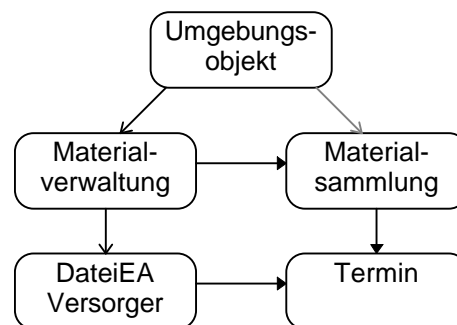 Umgebungs-
objekt
Material-
verwaltung
Material-
sammlung
DateiEA
Versorger
Termin